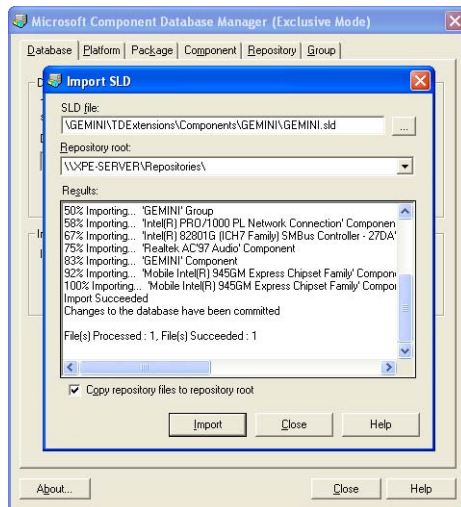 Microsoft Component Database Manager (Exclusive Mode)
Database Platform Package Component Repository Group
Import SLD
SLD file:
\GEMINI\TDExtensions\Components\GEMINI\GEMINI.sld
...
Repository root:
\\XPE-SERVER\Repositories\
Results:
50% Importing... 'GEMINI' Group
58% Importing... 'Intel(R) PRO/1000 PL Network Connection' Componen
67% Importing... 'Intel(R) 82801G (ICH7 Family) SMBus Controller - 27DA'
75% Importing... 'Realtek AC'97 Audio' Component
83% Importing... 'GEMINI' Component
92% Importing... 'Mobile Intel(R) 945GM Express Chipset Family' Compone
100% Importing... 'Mobile Intel(R) 945GM Express Chipset Family' Compo
Import Succeeded
Changes to the database have been committed
File(s) Processed : 1, File(s) Succeeded : 1
Copy repository files to repository root
Import Close Help
About... Close Help